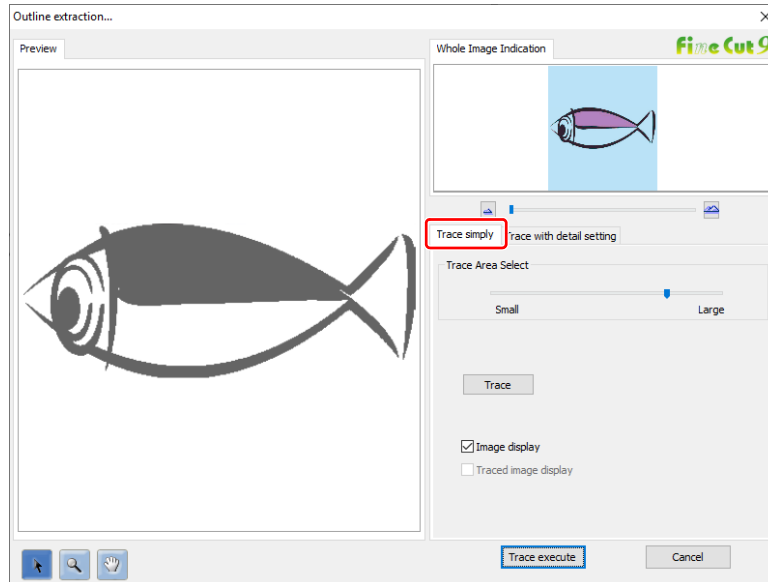 Outline extraction...
Preview
Whole Image Indication
Fine Cut 9
Trace simply
Trace with detail setting
Trace Area Select
Small Large
Trace
Image display
Traced image display
Trace execute Cancel